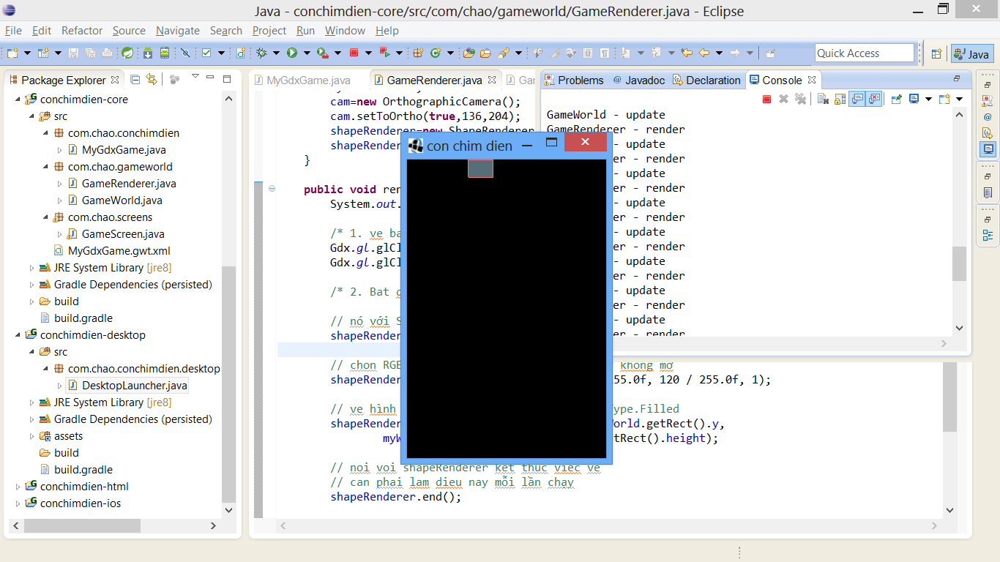 Java - conchimdien-core/src/com/chao/gameworld/GameRenderer.java - Eclipse
File Edit Refactor Source Navigate Search Project Run Window Help
Quick Access
Java
Package Explorer
conchimdien-core
src
com.chao.conchimdien
MyGdxGame.java
com.chao.gameworld
GameRenderer.java
GameWorld.java
com.chao.screens
GameScreen.java
MyGdxGame.gwt.xml
JRE System Library [jre8]
Gradle Dependencies (persisted)
build
build.gradle
conchimdien-desktop
src
com.chao.conchimdien.desktop
DesktopLauncher.java
JRE System Library [jre8]
Gradle Dependencies (persisted)
assets
build
build.gradle
conchimdien-html
conchimdien-ios
MyGdxGame.java GameRenderer.java
cam=new OrthographicCamera();
cam.setToOrtho(true,136,204);
shapeRenderer=new ShapeRenderer
shapeRender
}
public void ren
System.out.
/* 1. ve ba
Gdx.gl.glCl
Gdx.gl.glCl
/* 2. Bat
// nó với S
shapeRender
// chon RGB không mờ
shapeRender 55.0f, 120 / 255.0f, 1);
// ve hình ype.Filled
shapeRender orld.getRect().y,
myW tRect().height);
// noi voi shapeRenderer kết thúc việc vẽ
// can phai lam dieu nay mỗi lần chạy
shapeRenderer.end();
con chim dien
Problems Javadoc Declaration Console
GameWorld - update
GameRenderer - render
- update
er - render
- update
er - render
- update
er - render
- update
er - render
- update
er - render
- update
er - render
- update
er - render